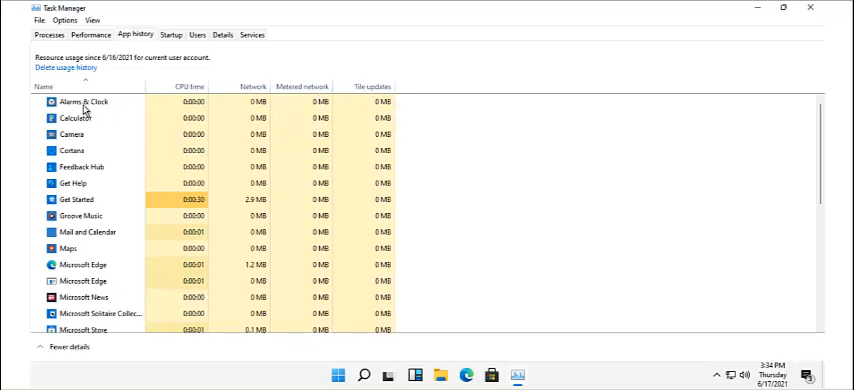 Task Manager
File Options View
Processes Performance App history Startup Users Details Services
Resource usage since 6/16/2021 for current user account.
Delete usage history
Name CPU time Network Metered network Tile updates
Alarms & Clock 0:00:00 0 MB 0 MB 0 MB
Calculator 0:00:00 0 MB 0 MB 0 MB
Camera 0:00:00 0 MB 0 MB 0 MB
Cortana 0:00:00 0 MB 0 MB 0 MB
Feedback Hub 0:00:00 0 MB 0 MB 0 MB
Get Help 0:00:00 0 MB 0 MB 0 MB
Get Started 0:00:30 2.9 MB 0 MB 0 MB
Groove Music 0:00:00 0 MB 0 MB 0 MB
Mail and Calendar 0:00:01 0 MB 0 MB 0 MB
Maps 0:00:00 0 MB 0 MB 0 MB
Microsoft Edge 0:00:01 1.2 MB 0 MB 0 MB
Microsoft Edge 0:00:01 0 MB 0 MB 0 MB
Microsoft News 0:00:00 0 MB 0 MB 0 MB
Microsoft Solitaire Collec... 0:00:00 0 MB 0 MB 0 MB
Microsoft Store 0:00:01 0.1 MB 0 MB 0 MB
Fewer details
3:34 PM
Thursday
6/17/2021
3